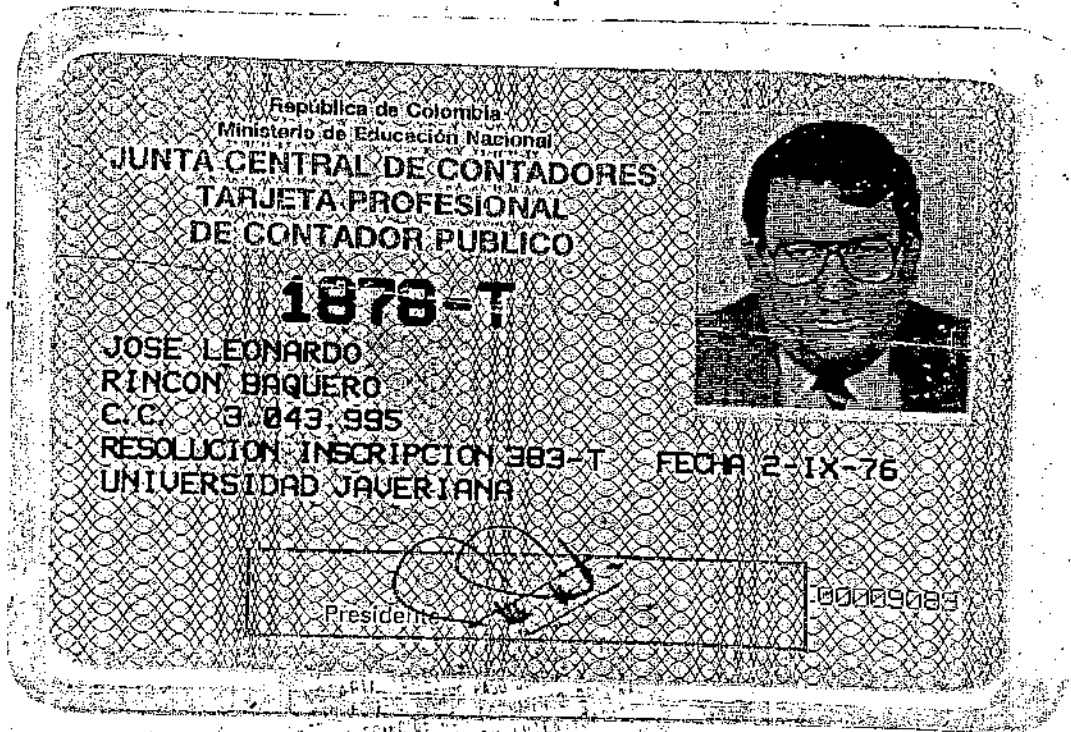 República de Colombia
Ministerio de Educación Nacional
JUNTA CENTRAL DE CONTADORES
TARJETA PROFESIONAL
DE CONTADOR PUBLICO
1878-T
JOSE LEONARDO
RINCON BAQUERO
C.C. 3.043.995
RESOLUCION INSCRIPCION 383-T FECHA 2-IX-76
UNIVERSIDAD JAVERIANA
Presidente
00009089